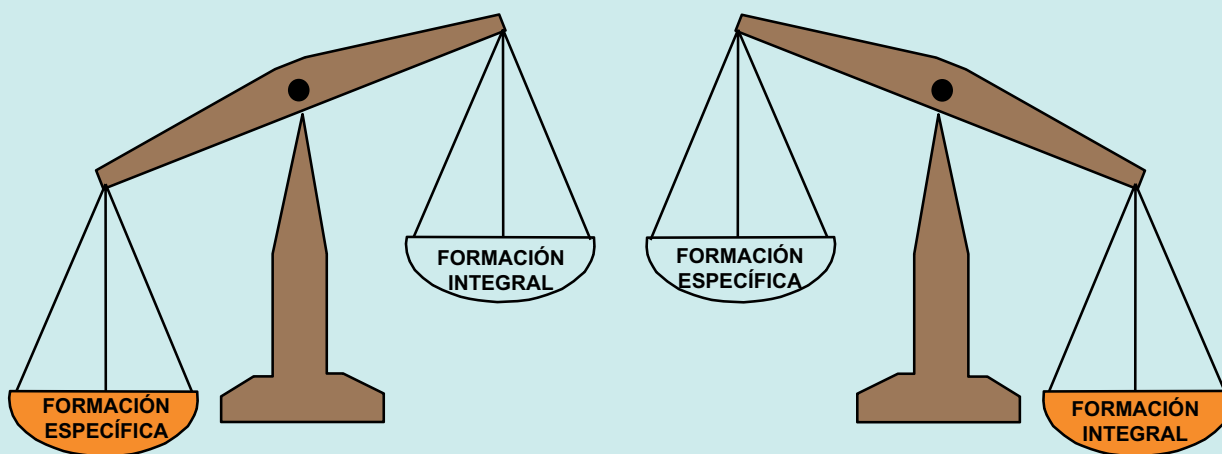 FORMACIÓN
INTEGRAL
FORMACIÓN
ESPECÍFICA
FORMACIÓN
ESPECÍFICA
FORMACIÓN
INTEGRAL